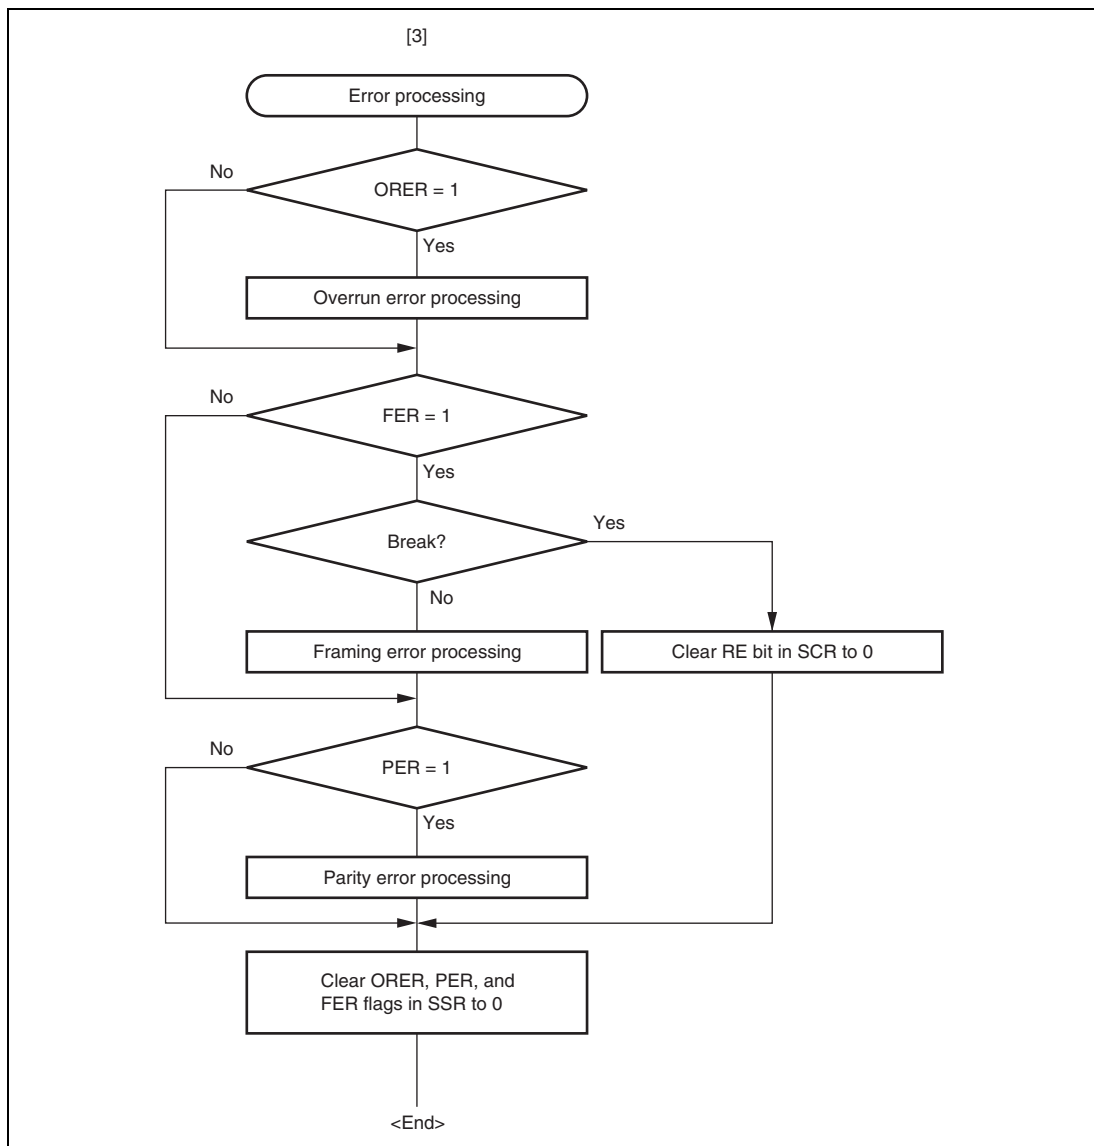 [3]
Error processing
No
ORER = 1
Yes
Overrun error processing
No
FER = 1
Yes
Yes
Break?
No
Framing error processing
Clear RE bit in SCR to 0
No
PER = 1
Yes
Parity error processing
Clear ORER, PER, and
FER flags in SSR to 0
<End>